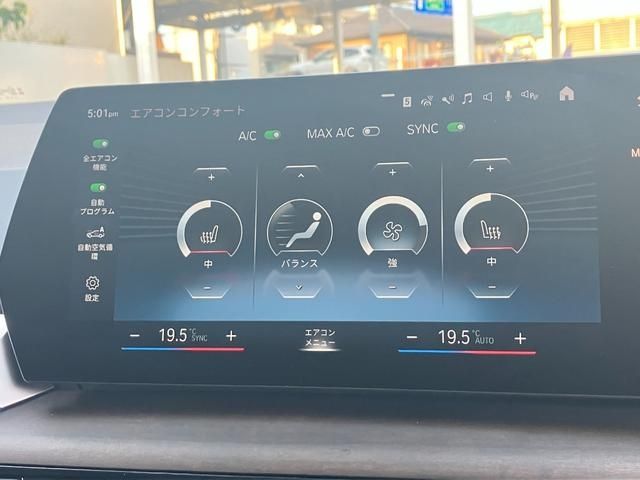 5:01pm エアコンコンフォート
5
A/C MAX A/C SYNC
全エアコン
機能
自動
プログラム
自動空気循
環
設定
中 バランス 強 中
19.5 °C SYNC
エアコン
メニュー
19.5 °C AUTO
M